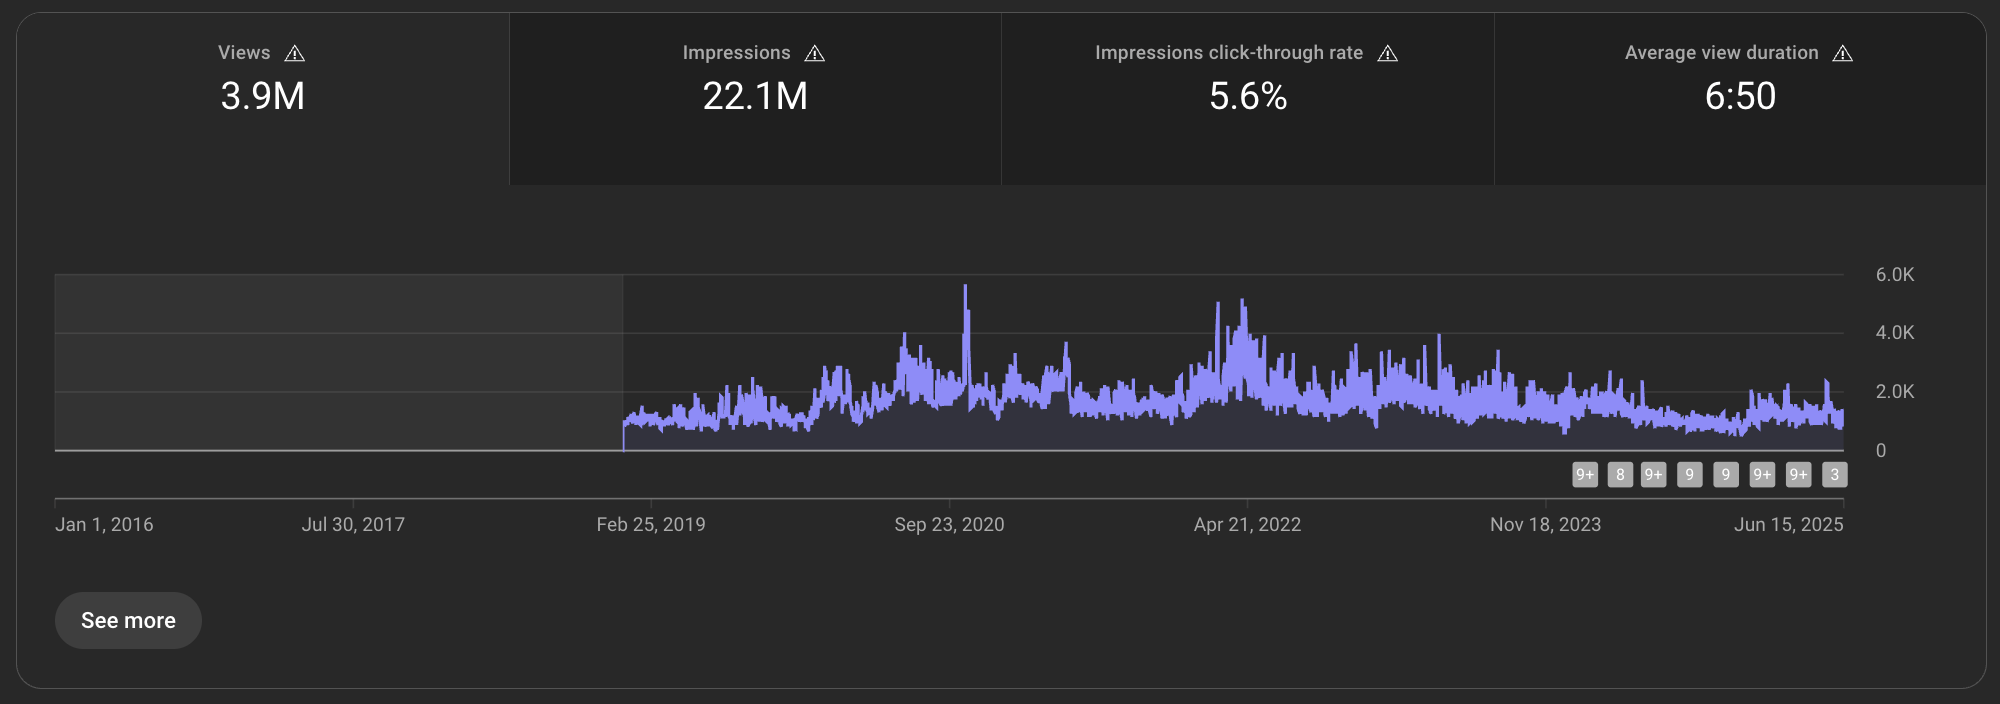 Views
3.9M
Impressions
22.1M
Impressions click-through rate
5.6%
Average view duration
6:50
6.0K
4.0K
2.0K
0
9+ 8 9+ 9 9 9+ 9+ 3
Jan 1, 2016 Jul 30, 2017 Feb 25, 2019 Sep 23, 2020 Apr 21, 2022 Nov 18, 2023 Jun 15, 2025
See more